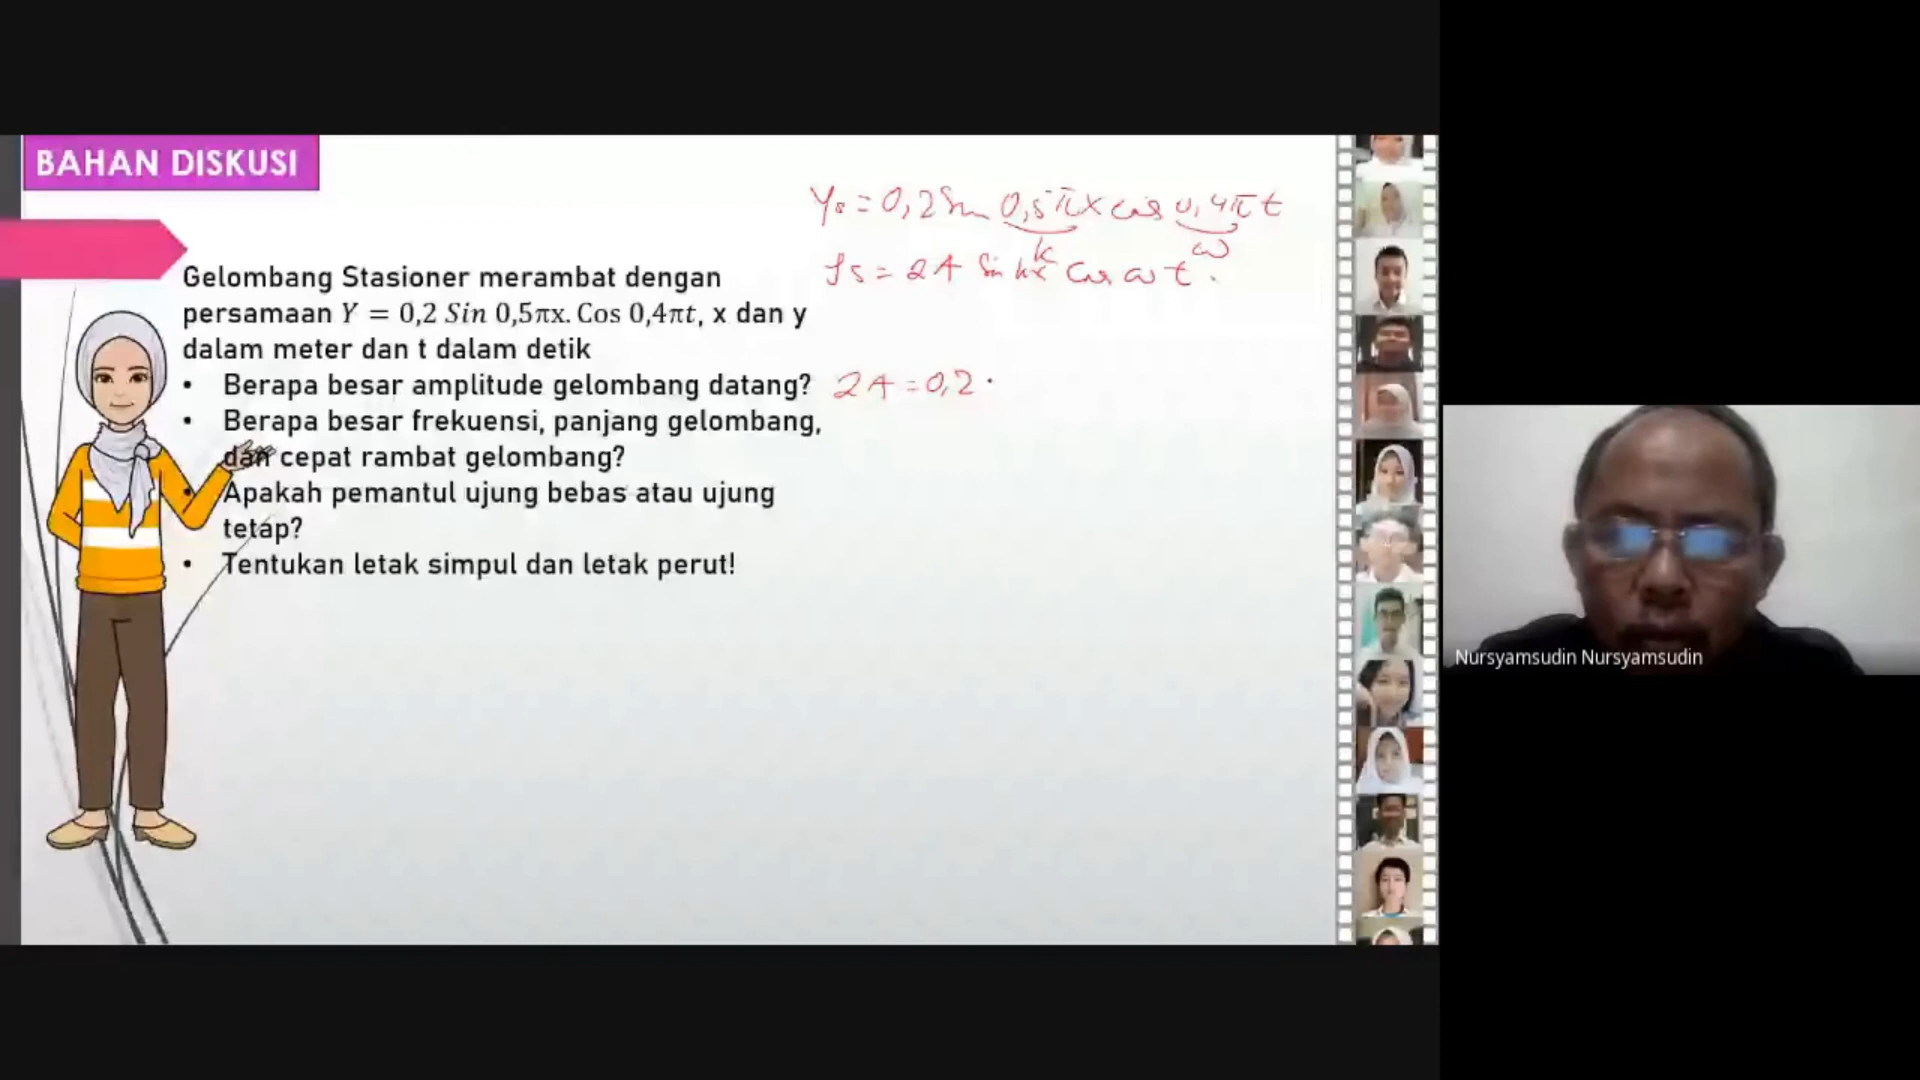 BAHAN DISKUSI
Ys = 0,2 Sin 0,5πx cos 0,4πt
k
ω
Ys = 2A Sin kx Cos ωt.
Gelombang Stasioner merambat dengan
persamaan Y = 0,2 Sin 0,5πx. Cos 0,4πt, x dan y
dalam meter dan t dalam detik
• Berapa besar amplitude gelombang datang?
2A = 0,2
• Berapa besar frekuensi, panjang gelombang,
dan cepat rambat gelombang?
• Apakah pemantul ujung bebas atau ujung
tetap?
• Tentukan letak simpul dan letak perut!
Nursyamsudin Nursyamsudin